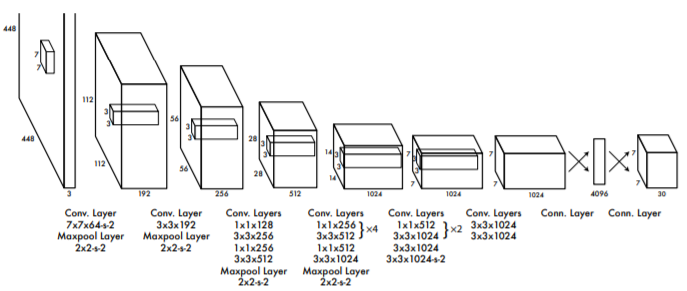 448
7
7
448
3
112
3
3
112
192
56
3
3
56
256
28
3
3
28
512
14
3
3
14
1024
7
3
3
7
1024
7
7
1024
4096
7
7
30
Conv. Layer
7x7x64-s-2
Maxpool Layer
2x2-s-2
Conv. Layer
3x3x192
Maxpool Layer
2x2-s-2
Conv. Layers
1x1x128
3x3x256
1x1x256
3x3x512
Maxpool Layer
2x2-s-2
Conv. Layers
1x1x256
3x3x512 } ×4
1x1x512
3x3x1024
Maxpool Layer
2x2-s-2
Conv. Layers
1x1x512
3x3x1024 } ×2
3x3x1024
3x3x1024-s-2
Conv. Layers
3x3x1024
3x3x1024
Conn. Layer
Conn. Layer